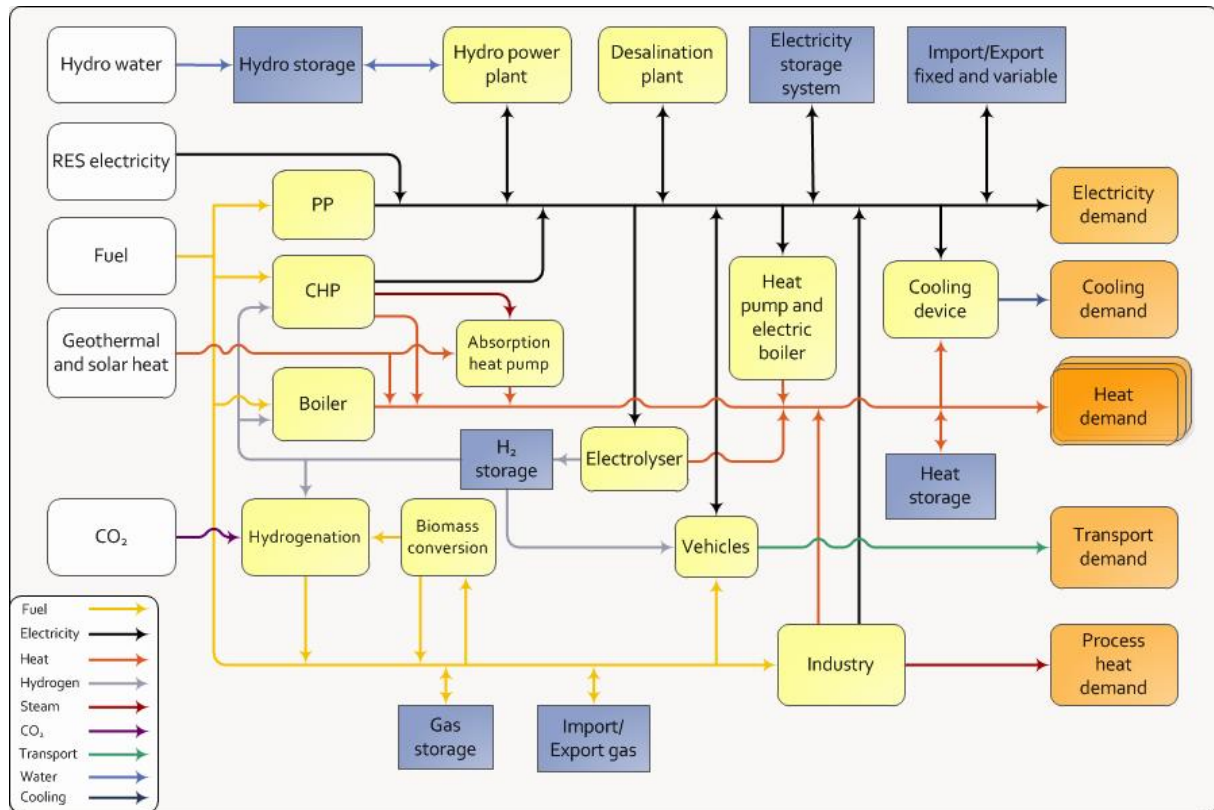 Hydro water
Hydro storage
Hydro power
plant
Desalination
plant
Electricity
storage
system
Import/Export
fixed and variable
RES electricity
PP
Electricity
demand
Fuel
CHP
Heat
pump and
electric
boiler
Cooling
device
Cooling
demand
Geothermal
and solar heat
Absorption
heat pump
Boiler
Heat
demand
H₂
storage
Electrolyser
Heat
storage
CO₂
Hydrogenation
Biomass
conversion
Vehicles
Transport
demand
Fuel
Electricity
Heat
Hydrogen
Steam
CO₂
Transport
Water
Cooling
Industry
Process
heat
demand
Gas
storage
Import/
Export gas